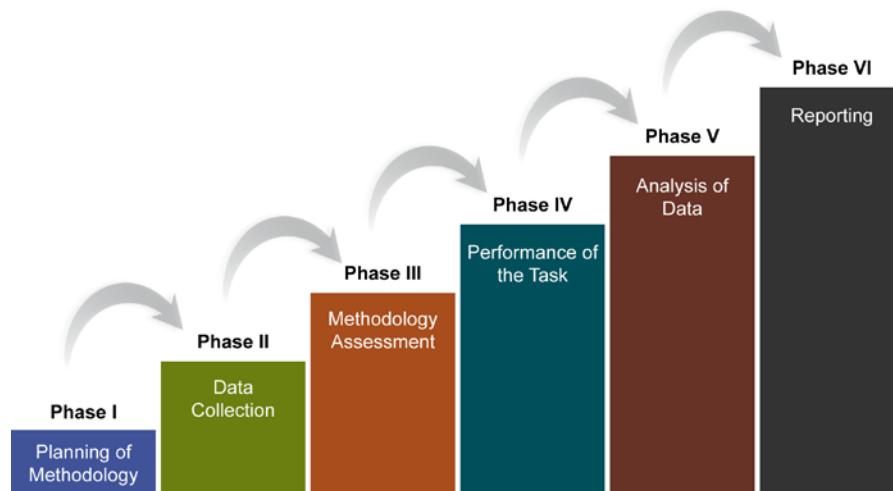 Phase I
Planning of
Methodology
Phase II
Data
Collection
Phase III
Methodology
Assessment
Phase IV
Performance of
the Task
Phase V
Analysis of
Data
Phase VI
Reporting